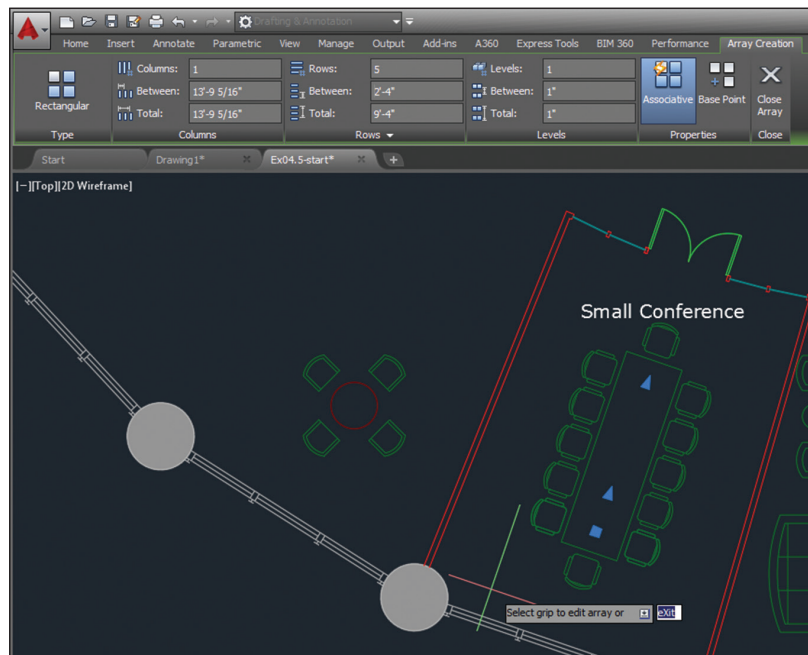 Drafting & Annotation
Home Insert Annotate Parametric View Manage Output Add-ins A360 Express Tools BIM 360 Performance Array Creation
Columns: 1 Rows: 5 Levels: 1
Between: 13'-9 5/16" Between: 2'-4" Between: 1"
Rectangular Associative Base Point Close Array
Total: 13'-9 5/16" Total: 9'-4" Total: 1"
Type Columns Rows Levels Properties Close
Start Drawing1* Ex04.5-start*
[−][Top][2D Wireframe]
Small Conference
Select grip to edit array or eXit